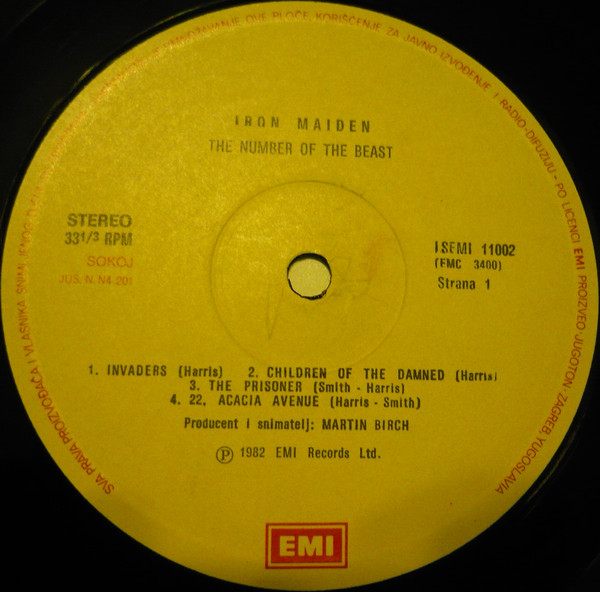 SVA PRAVA PROIZVOĐAČA I VLASNIKA SNIMLJENOG UMNOŽAVANJE OVE PLOČE, KORIŠĆENJE ZA JAVNO IZVOĐENJE I RADIO-DIFUZIJU - PO LICENCI EMI PROIZVEO JUGOTON, ZAGREB, YUGOSLAVIA
IRON MAIDEN
THE NUMBER OF THE BEAST
STEREO
33 1/3 RPM
SOKOJ
JUS. N. N4-201
LSEMI 11002
(EMC 3400)
Strana 1
1. INVADERS (Harris) 2. CHILDREN OF THE DAMNED (Harris)
3. THE PRISONER (Smith - Harris)
4. 22, ACACIA AVENUE (Harris - Smith)
Producent i snimatelj: MARTIN BIRCH
Ⓟ 1982 EMI Records Ltd.
EMI